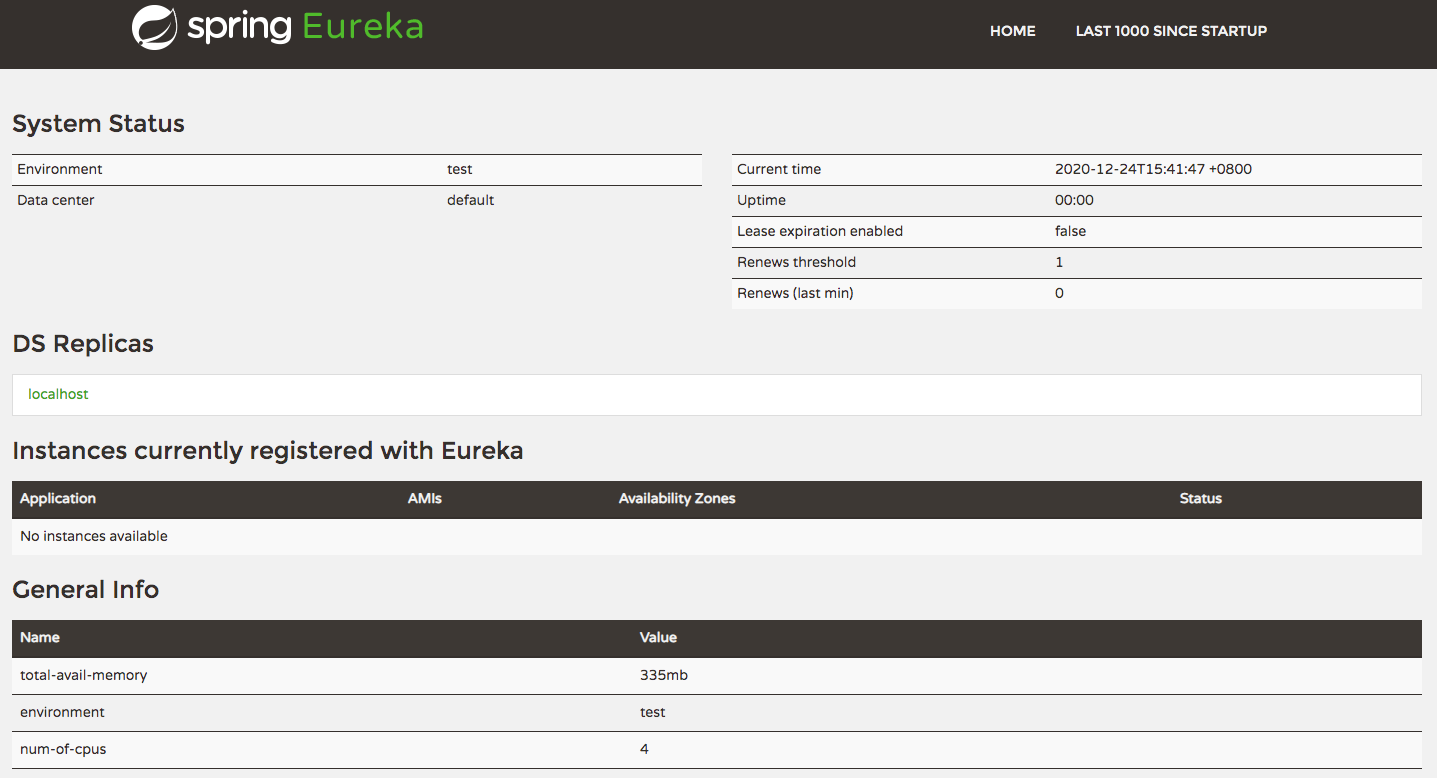 spring Eureka
HOME LAST 1000 SINCE STARTUP
System Status
Environment test
Data center default
Current time 2020-12-24T15:41:47 +0800
Uptime 00:00
Lease expiration enabled false
Renews threshold 1
Renews (last min) 0
DS Replicas
localhost
Instances currently registered with Eureka
Application AMIs Availability Zones Status
No instances available
General Info
Name Value
total-avail-memory 335mb
environment test
num-of-cpus 4